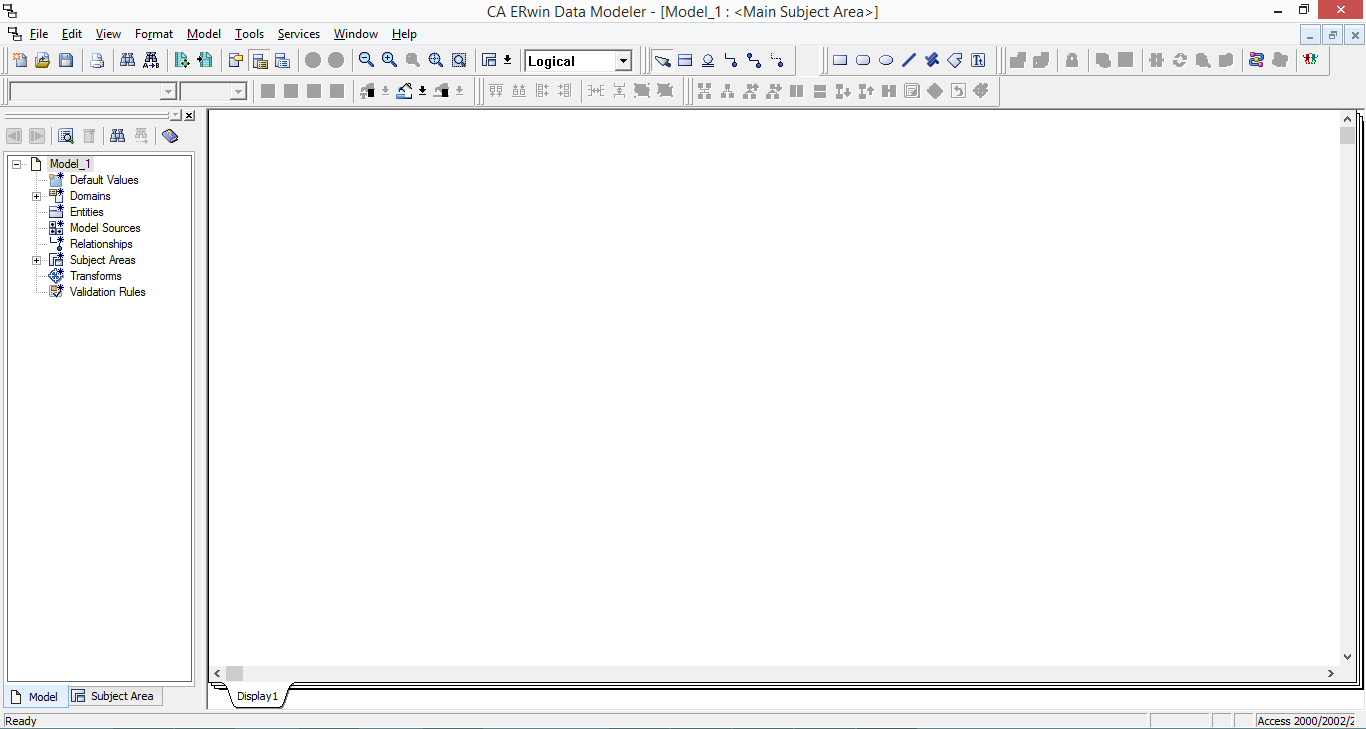 CA ERwin Data Modeler - [Model_1 : <Main Subject Area>]
File Edit View Format Model Tools Services Window Help
Logical
Model_1
Default Values
Domains
Entities
Model Sources
Relationships
Subject Areas
Transforms
Validation Rules
Model Subject Area
Display1
Ready
Access 2000/2002/2